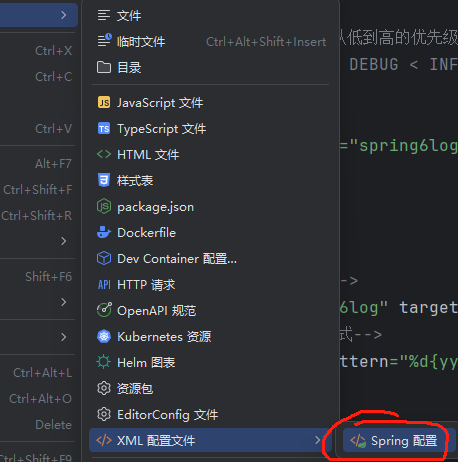 Ctrl+X
Ctrl+C
Ctrl+V
Alt+F7
Ctrl+Shift+F
Ctrl+Shift+R
Shift+F6
Ctrl+Alt+L
Ctrl+Alt+O
Delete
Ctrl+Shift+F9
文件
临时文件 Ctrl+Alt+Shift+Insert
目录
JavaScript 文件
TypeScript 文件
HTML 文件
样式表
package.json
Dockerfile
Dev Container 配置...
HTTP 请求
OpenAPI 规范
Kubernetes 资源
Helm 图表
资源包
EditorConfig 文件
XML 配置文件
Spring 配置
从低到高的优先级
DEBUG < INF
="spring6log
-->
6log" target
式-->
ttern="%d{yy